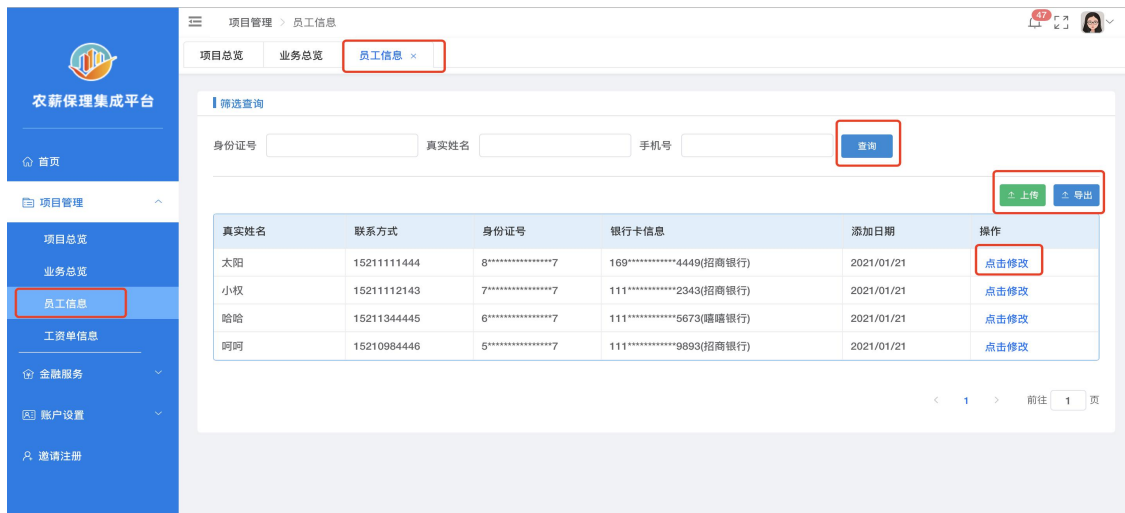 项目管理 > 员工信息
47
项目总览 业务总览 员工信息 ×
农薪保理集成平台
首页
项目管理
项目总览
业务总览
员工信息
工资单信息
金融服务
账户设置
邀请注册
筛选查询
身份证号 真实姓名 手机号 查询
上传 导出
真实姓名 联系方式 身份证号 银行卡信息 添加日期 操作
太阳 15211111444 8****************7 169************4449(招商银行) 2021/01/21 点击修改
小权 15211112143 7****************7 111************2343(招商银行) 2021/01/21 点击修改
哈哈 15211344445 6****************7 111************5673(嘻嘻银行) 2021/01/21 点击修改
呵呵 15210984446 5****************7 111************9893(招商银行) 2021/01/21 点击修改
< 1 > 前往 1 页